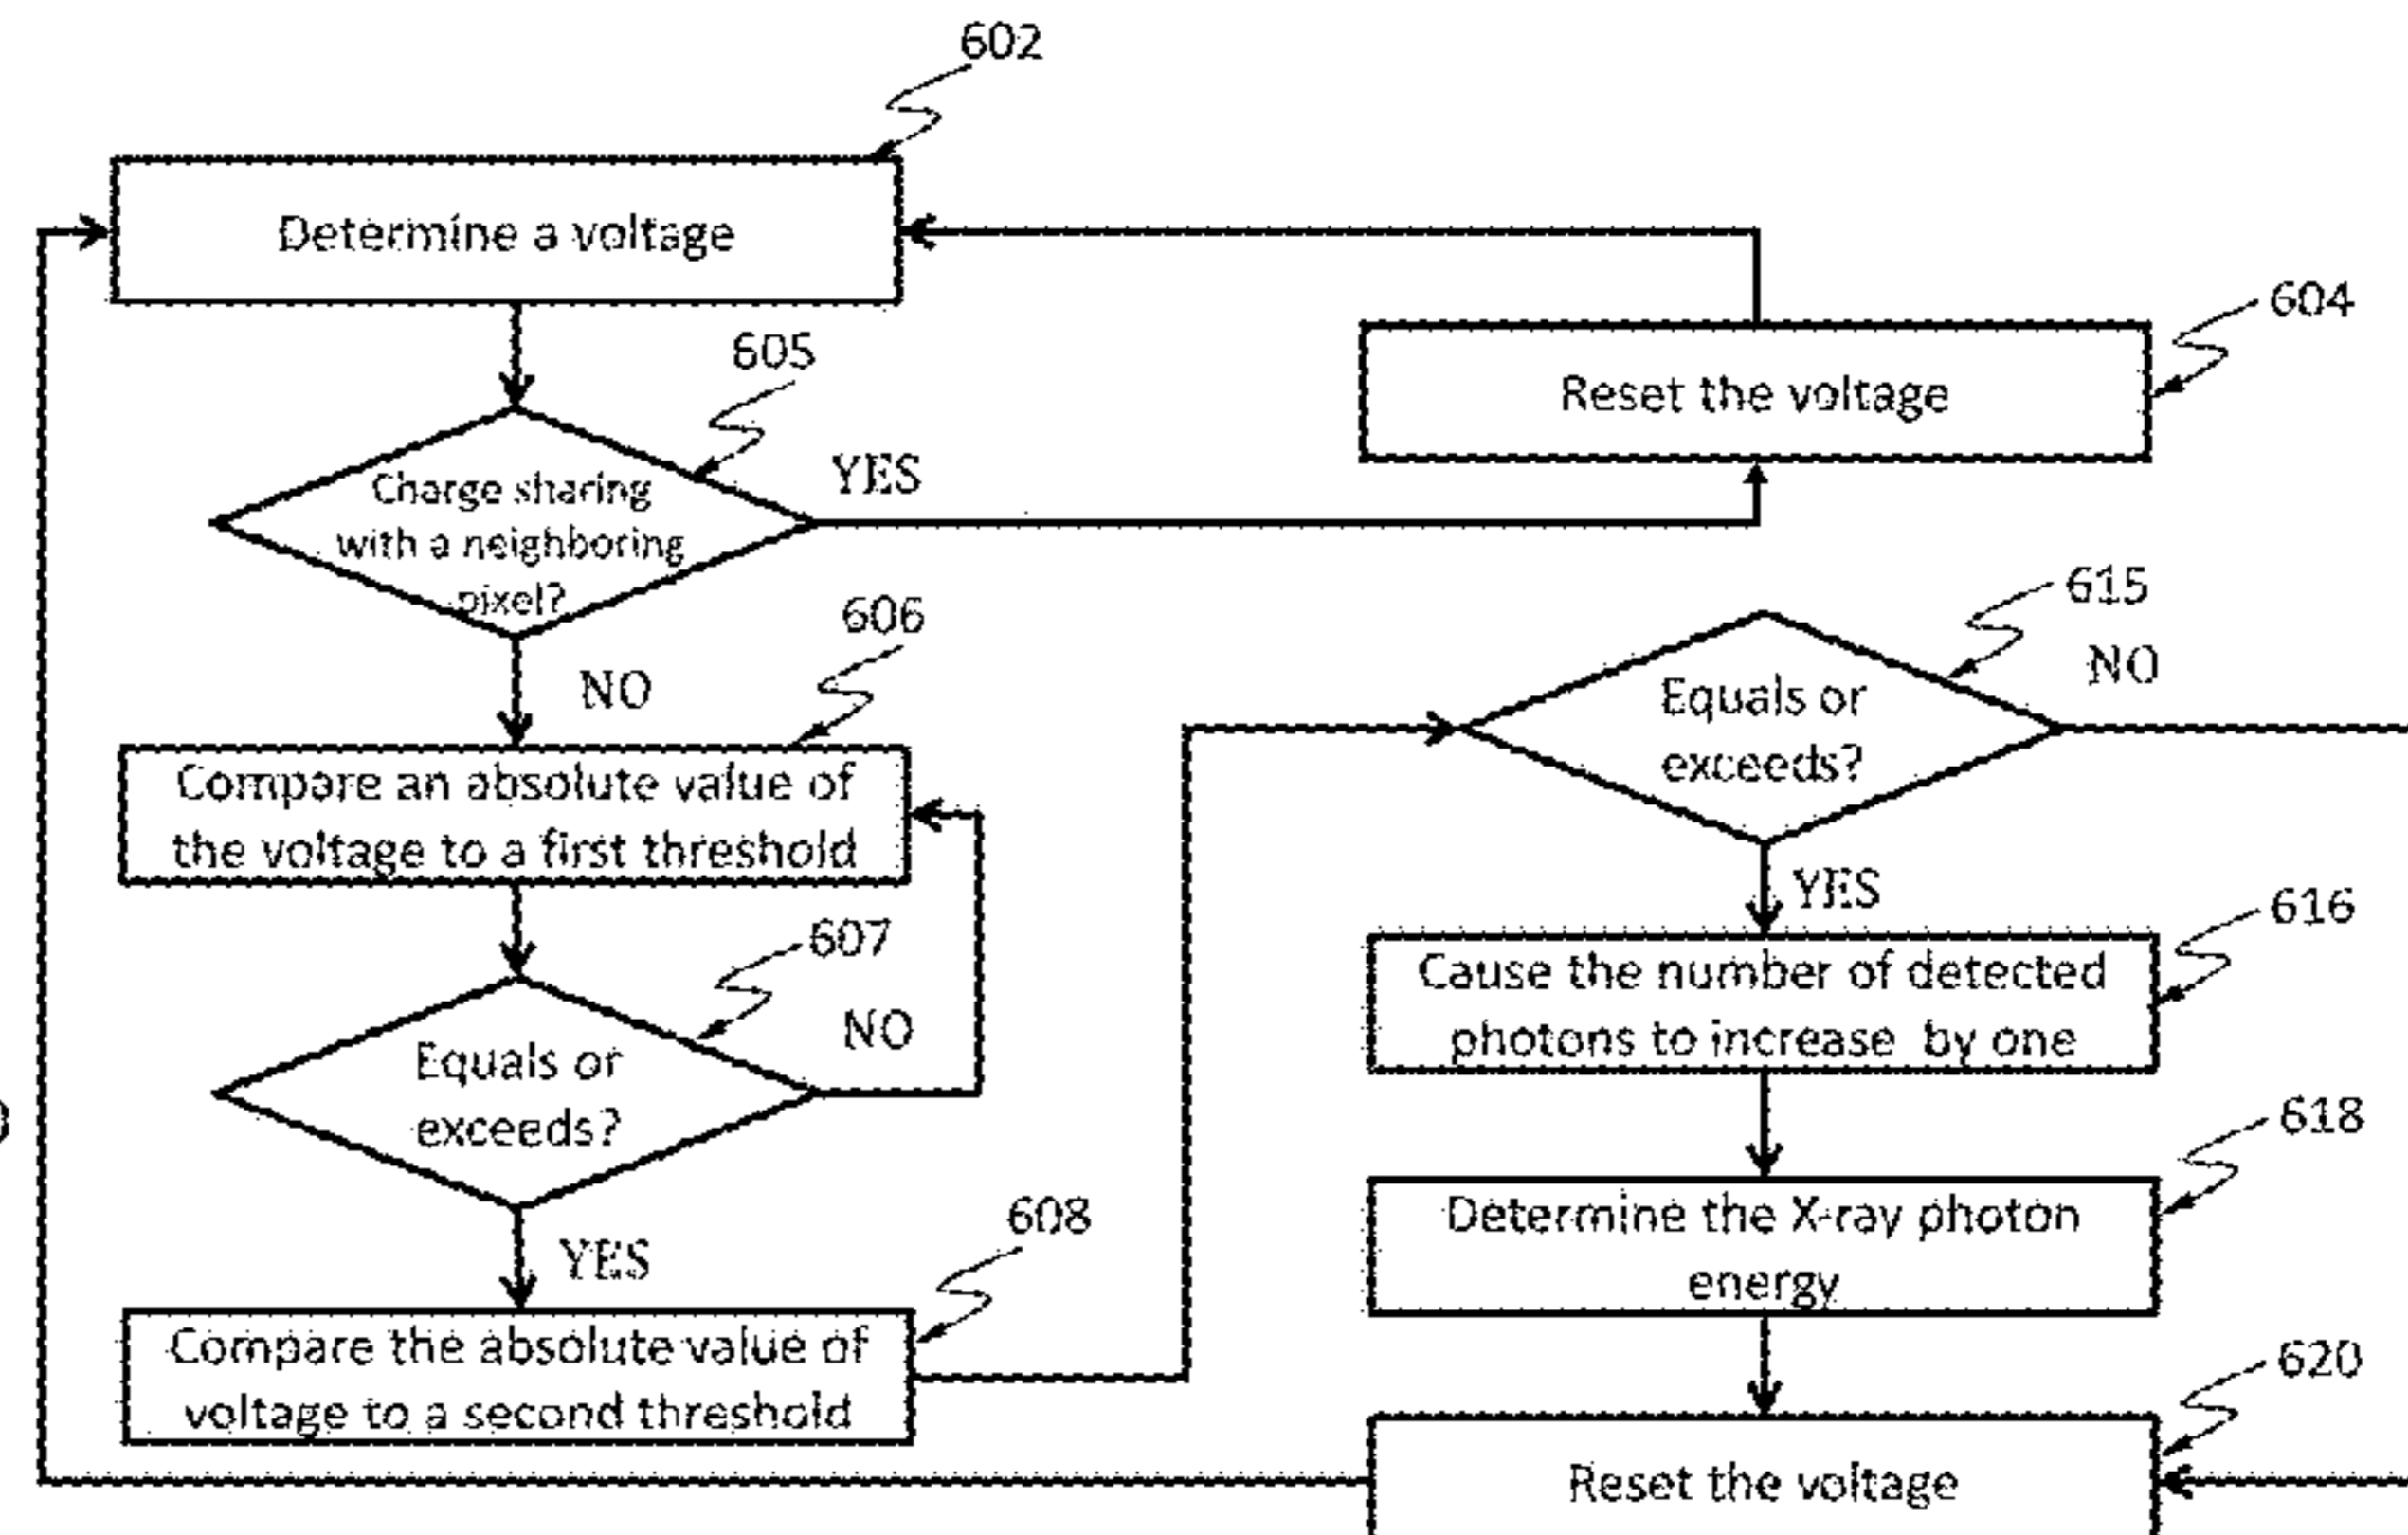 602
Determine a voltage
604
Reset the voltage
605
Charge sharing
with a neighboring
pixel?
YES
NO
606
Compare an absolute value of
the voltage to a first threshold
607
Equals or
exceeds?
NO
YES
608
Compare the absolute value of
voltage to a second threshold
615
Equals or
exceeds?
NO
YES
616
Cause the number of detected
photons to increase by one
618
Determine the X-ray photon
energy
620
Reset the voltage